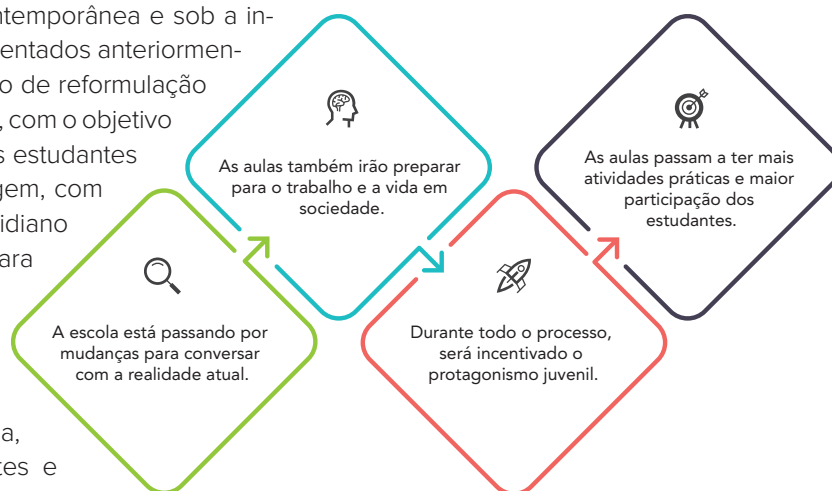 ntemporânea e sob a in-
entados anteriormen-
o de reformulação
, com o objetivo
s estudantes
gem, com
idiano
ara
a,
tes e
A escola está passando por
mudanças para conversar
com a realidade atual.
As aulas também irão preparar
para o trabalho e a vida em
sociedade.
Durante todo o processo,
será incentivado o
protagonismo juvenil.
As aulas passam a ter mais
atividades práticas e maior
participação dos
estudantes.